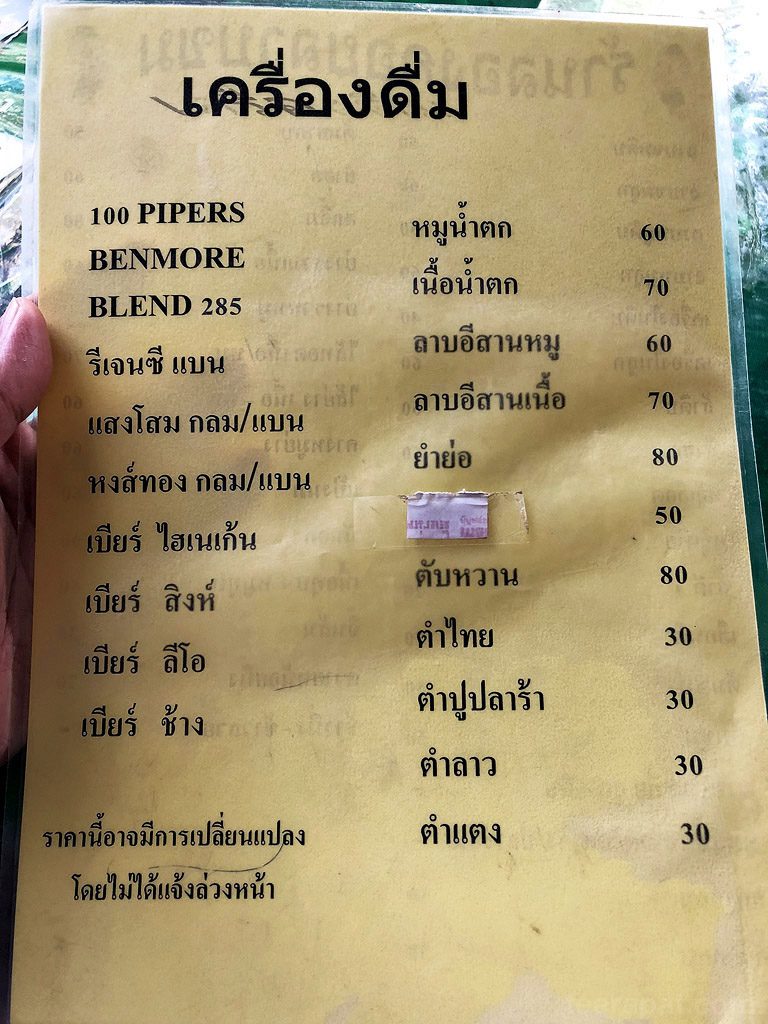 เครื่องดื่ม
100 PIPERS
BENMORE
BLEND 285
รีเจนซี แบน
แสงโสม กลม/แบน
หงส์ทอง กลม/แบน
เบียร์ ไฮเนเก้น
เบียร์ สิงห์
เบียร์ ลีโอ
เบียร์ ช้าง
ราคานี้อาจมีการเปลี่ยนแปลง
โดยไม่ได้แจ้งล่วงหน้า
หมูน้ำตก 60
เนื้อน้ำตก 70
ลาบอีสานหมู 60
ลาบอีสานเนื้อ 70
ยำย่อ 80
50
ตับหวาน 80
ตำไทย 30
ตำปูปลาร้า 30
ตำลาว 30
ตำแตง 30